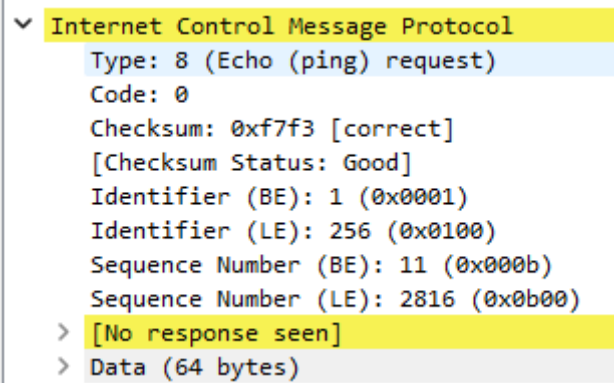 Internet Control Message Protocol
Type: 8 (Echo (ping) request)
Code: 0
Checksum: 0xf7f3 [correct]
[Checksum Status: Good]
Identifier (BE): 1 (0x0001)
Identifier (LE): 256 (0x0100)
Sequence Number (BE): 11 (0x000b)
Sequence Number (LE): 2816 (0x0b00)
[No response seen]
Data (64 bytes)